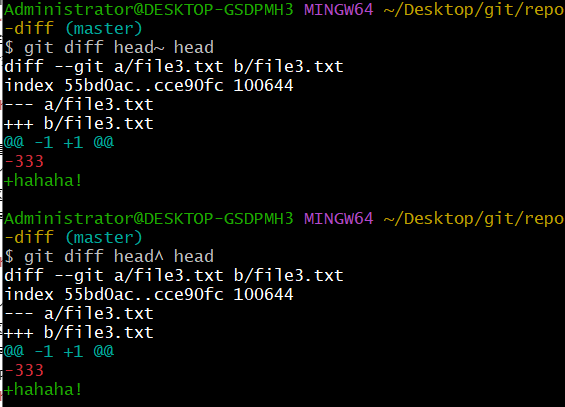 Administrator@DESKTOP-GSDPMH3 MINGW64 ~/Desktop/git/repo
-diff (master)
$ git diff head~ head
diff --git a/file3.txt b/file3.txt
index 55bd0ac..cce90fc 100644
--- a/file3.txt
+++ b/file3.txt
@@ -1 +1 @@
-333
+hahaha!
Administrator@DESKTOP-GSDPMH3 MINGW64 ~/Desktop/git/repo
-diff (master)
$ git diff head^ head
diff --git a/file3.txt b/file3.txt
index 55bd0ac..cce90fc 100644
--- a/file3.txt
+++ b/file3.txt
@@ -1 +1 @@
-333
+hahaha!